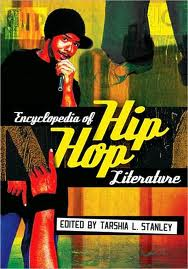 Encyclopedia of
Hip
Hop
Literature
EDITED BY TARSHIA L. STANLEY